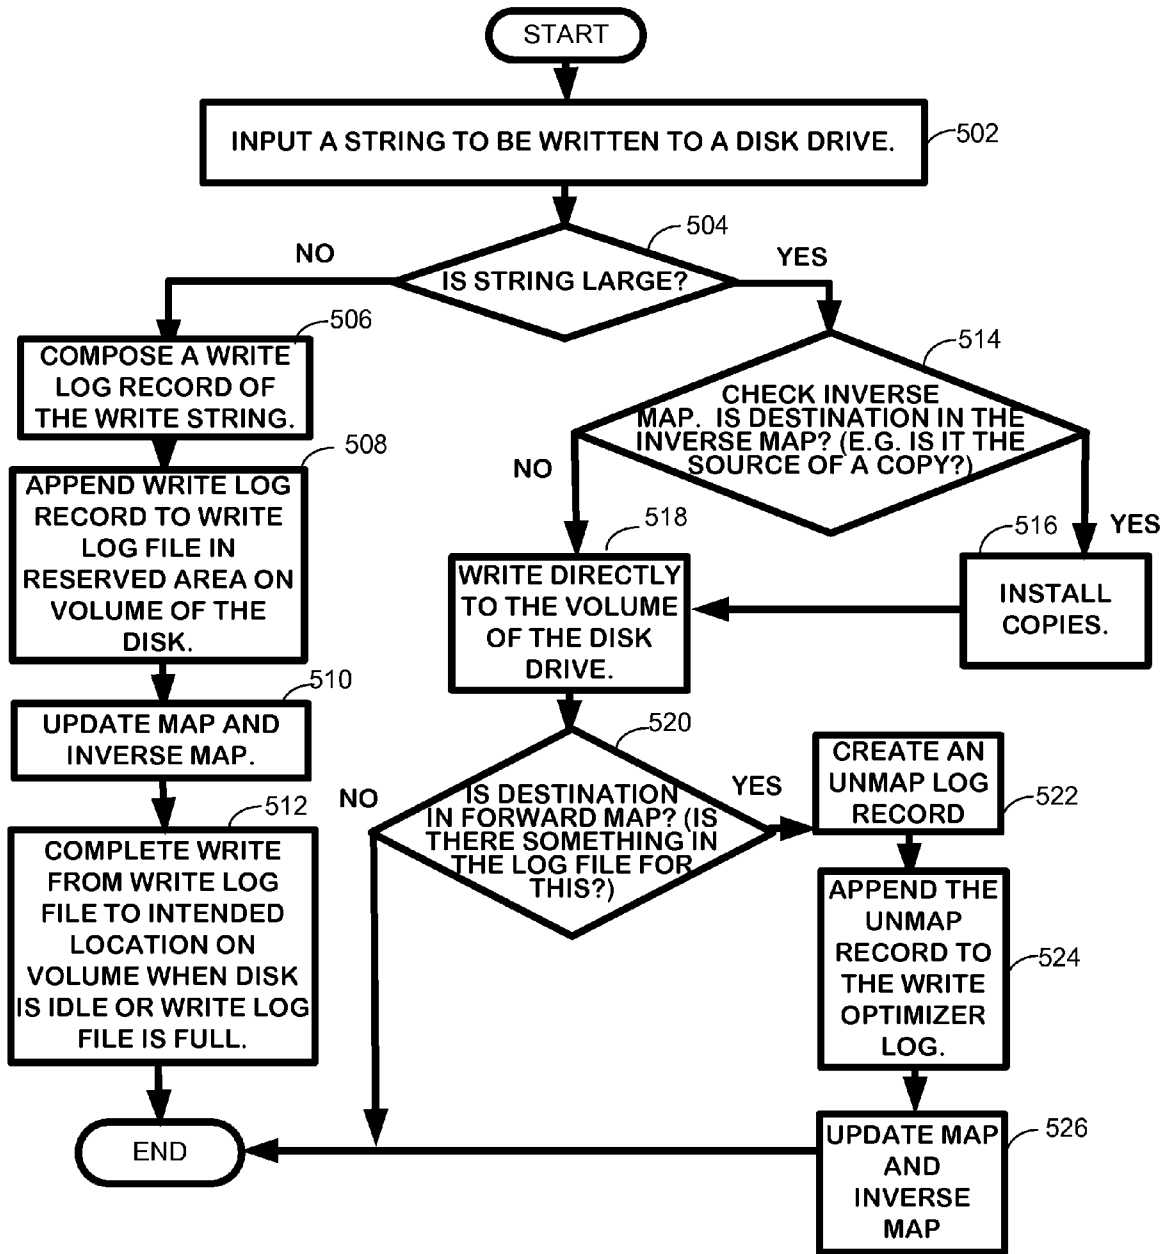 START
INPUT A STRING TO BE WRITTEN TO A DISK DRIVE.
502
504
NO
YES
IS STRING LARGE?
506
COMPOSE A WRITE
LOG RECORD OF
THE WRITE STRING.
508
APPEND WRITE LOG
RECORD TO WRITE
LOG FILE IN
RESERVED AREA ON
VOLUME OF THE
DISK.
510
UPDATE MAP AND
INVERSE MAP.
512
COMPLETE WRITE
FROM WRITE LOG
FILE TO INTENDED
LOCATION ON
VOLUME WHEN DISK
IS IDLE OR WRITE LOG
FILE IS FULL.
END
514
CHECK INVERSE
MAP. IS DESTINATION IN THE
INVERSE MAP? (E.G. IS IT THE
SOURCE OF A COPY?)
NO
YES
516
INSTALL
COPIES.
518
WRITE DIRECTLY
TO THE VOLUME
OF THE DISK
DRIVE.
520
NO
YES
IS DESTINATION
IN FORWARD MAP? (IS
THERE SOMETHING IN
THE LOG FILE FOR
THIS?)
CREATE AN
UNMAP LOG
RECORD
522
APPEND THE
UNMAP
RECORD TO
THE WRITE
OPTIMIZER
LOG.
524
UPDATE MAP
AND
INVERSE
MAP
526